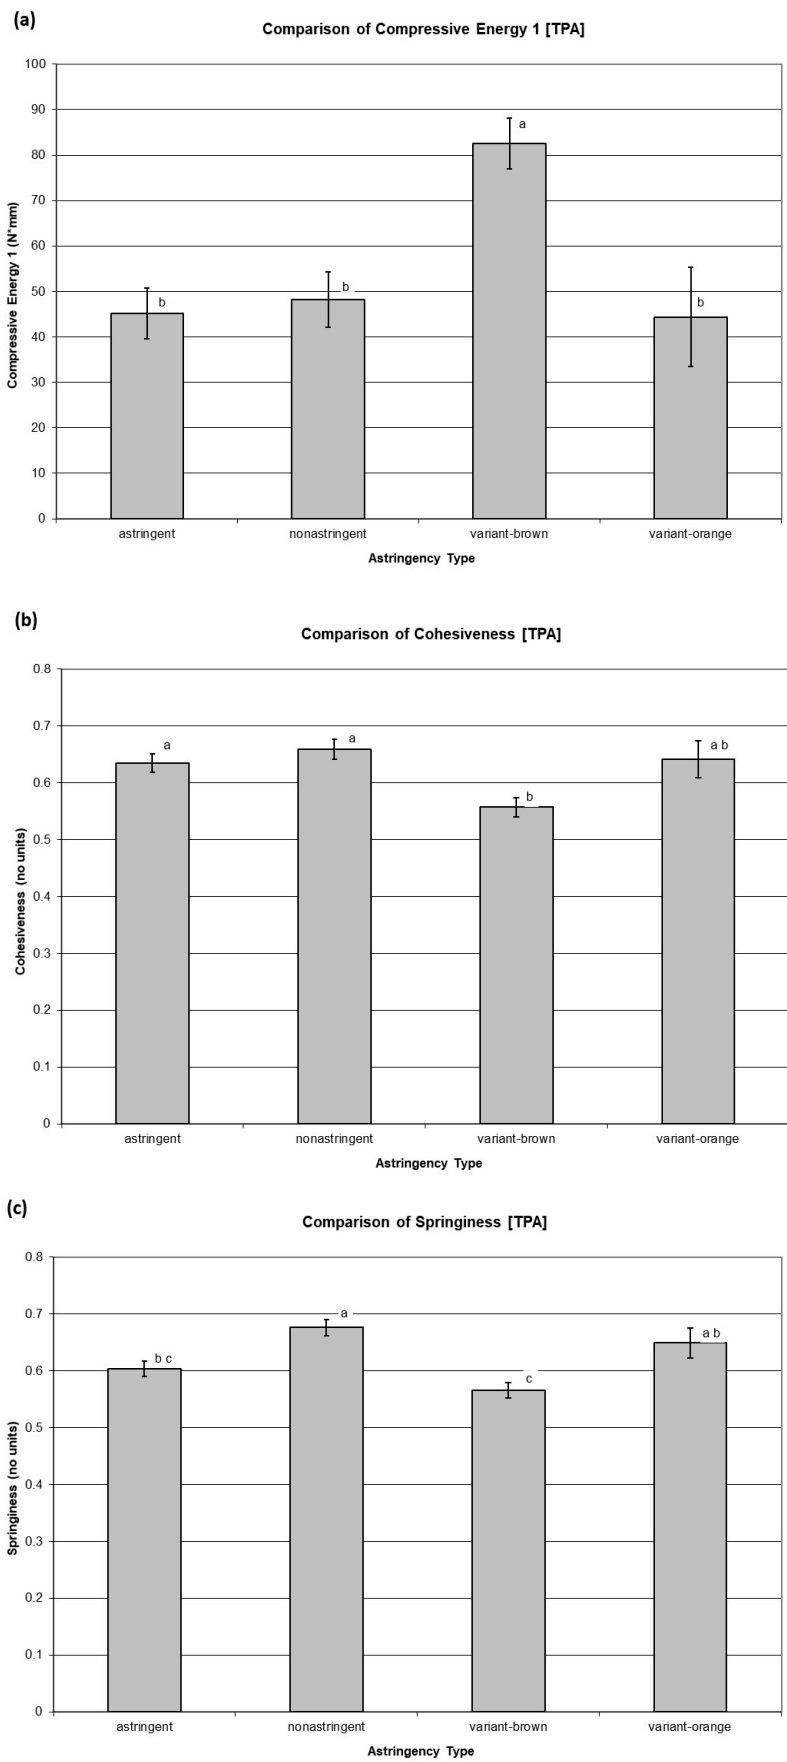 (a)
Comparison of Compressive Energy 1 [TPA]
Compressive Energy 1 (N*mm)
100
90
80
70
60
50
40
30
20
10
0
b
b
a
b
astringent
nonastringent
variant-brown
variant-orange
Astringency Type
(b)
Comparison of Cohesiveness [TPA]
Cohesiveness (no units)
0.8
0.7
0.6
0.5
0.4
0.3
0.2
0.1
0
a
a
b
a b
astringent
nonastringent
variant-brown
variant-orange
Astringency Type
(c)
Comparison of Springiness [TPA]
Springiness (no units)
0.8
0.7
0.6
0.5
0.4
0.3
0.2
0.1
0
b c
a
c
a b
astringent
nonastringent
variant-brown
variant-orange
Astringency Type